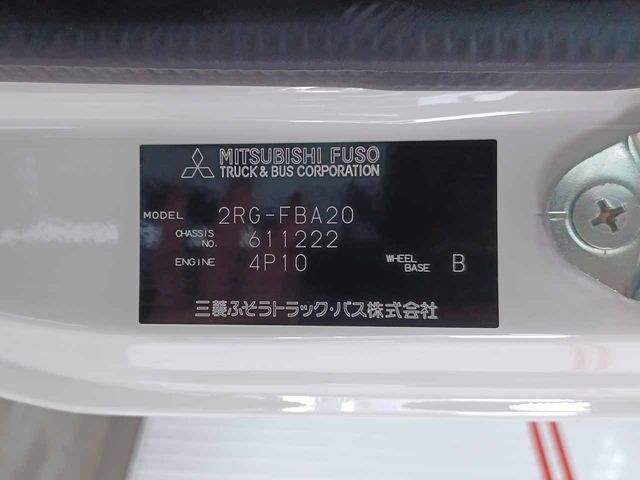 MITSUBISHI FUSO
TRUCK & BUS CORPORATION
MODEL 2RG-FBA20
CHASSIS NO. 611222
ENGINE 4P10 WHEEL BASE B
三菱ふそうトラック・バス株式会社